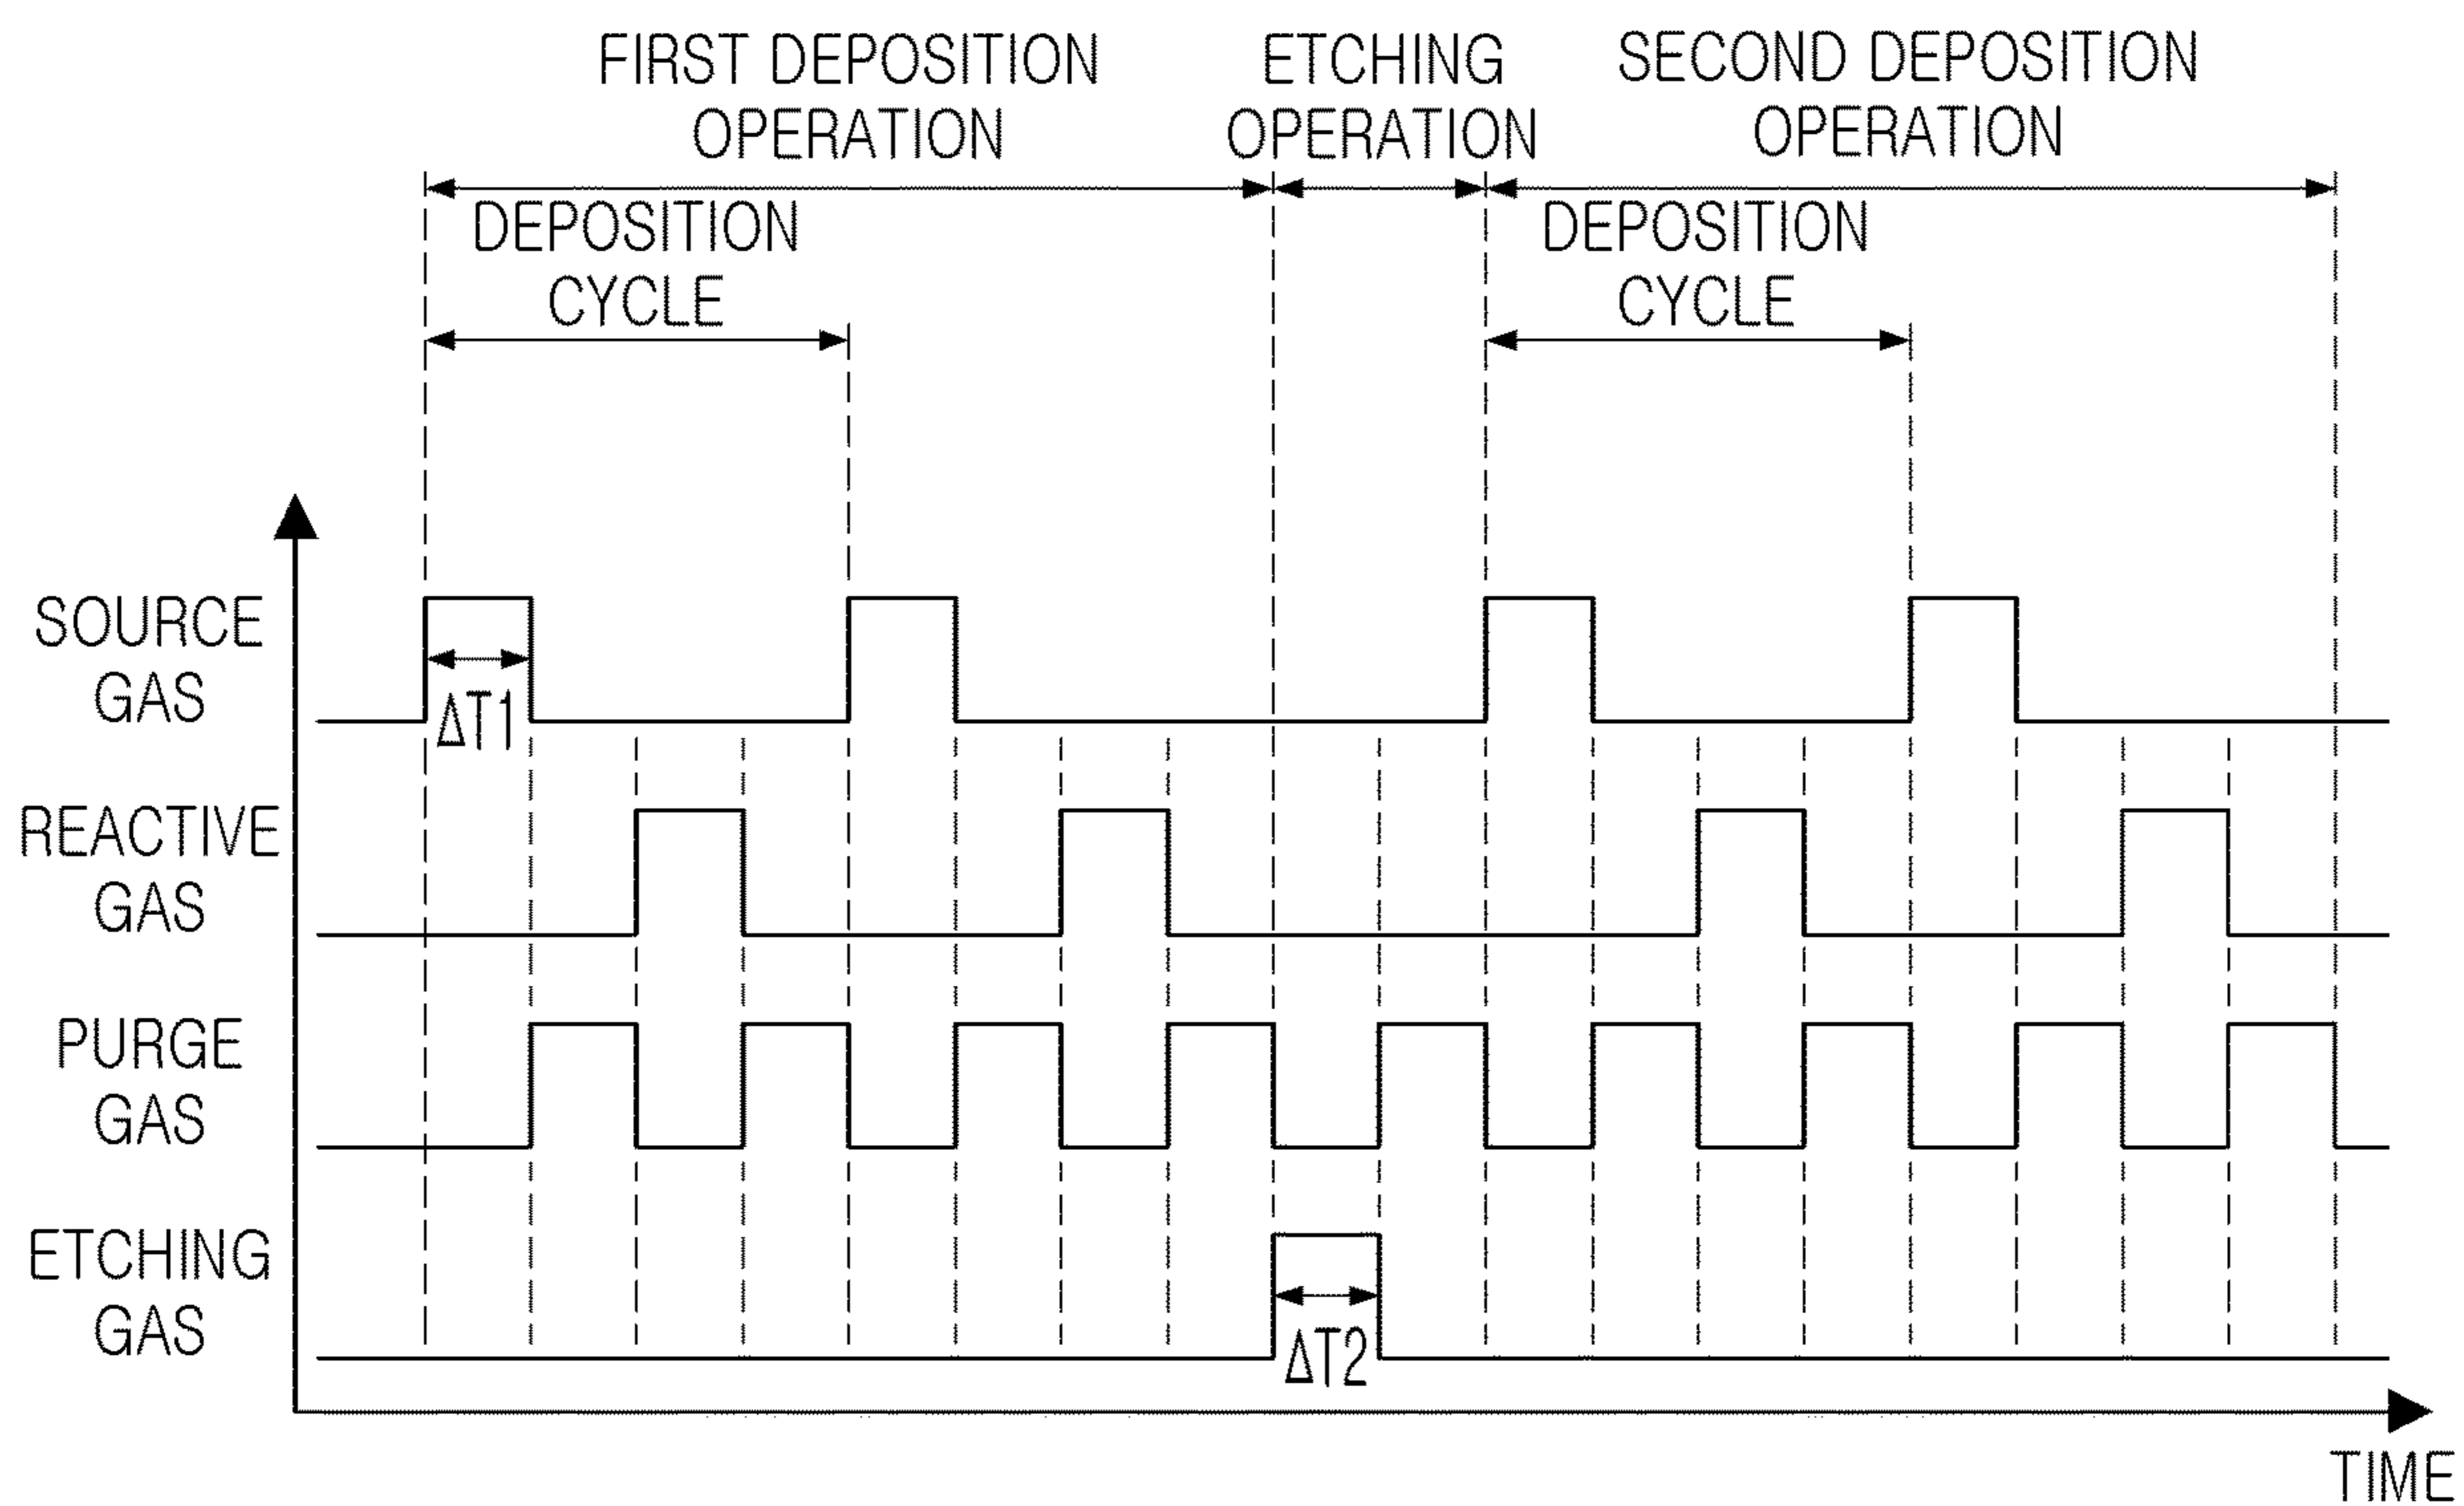 FIRST DEPOSITION
OPERATION
ETCHING
OPERATION
SECOND DEPOSITION
OPERATION
DEPOSITION
CYCLE
DEPOSITION
CYCLE
SOURCE
GAS
ΔT1
REACTIVE
GAS
PURGE
GAS
ETCHING
GAS
ΔT2
TIME